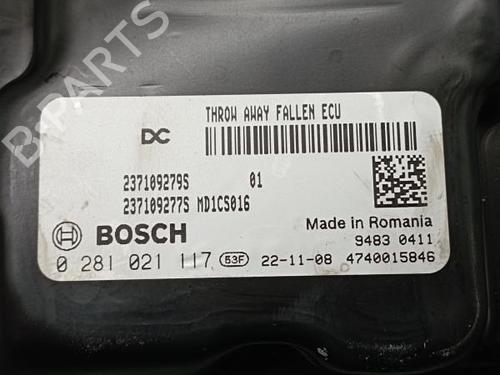 THROW AWAY FALLEN ECU
DC
237109279S 01
237109277S MD1CS016
Made in Romania
BOSCH
9483 0411
0 281 021 117 53F 22-11-08 4740015846
B-PARTS